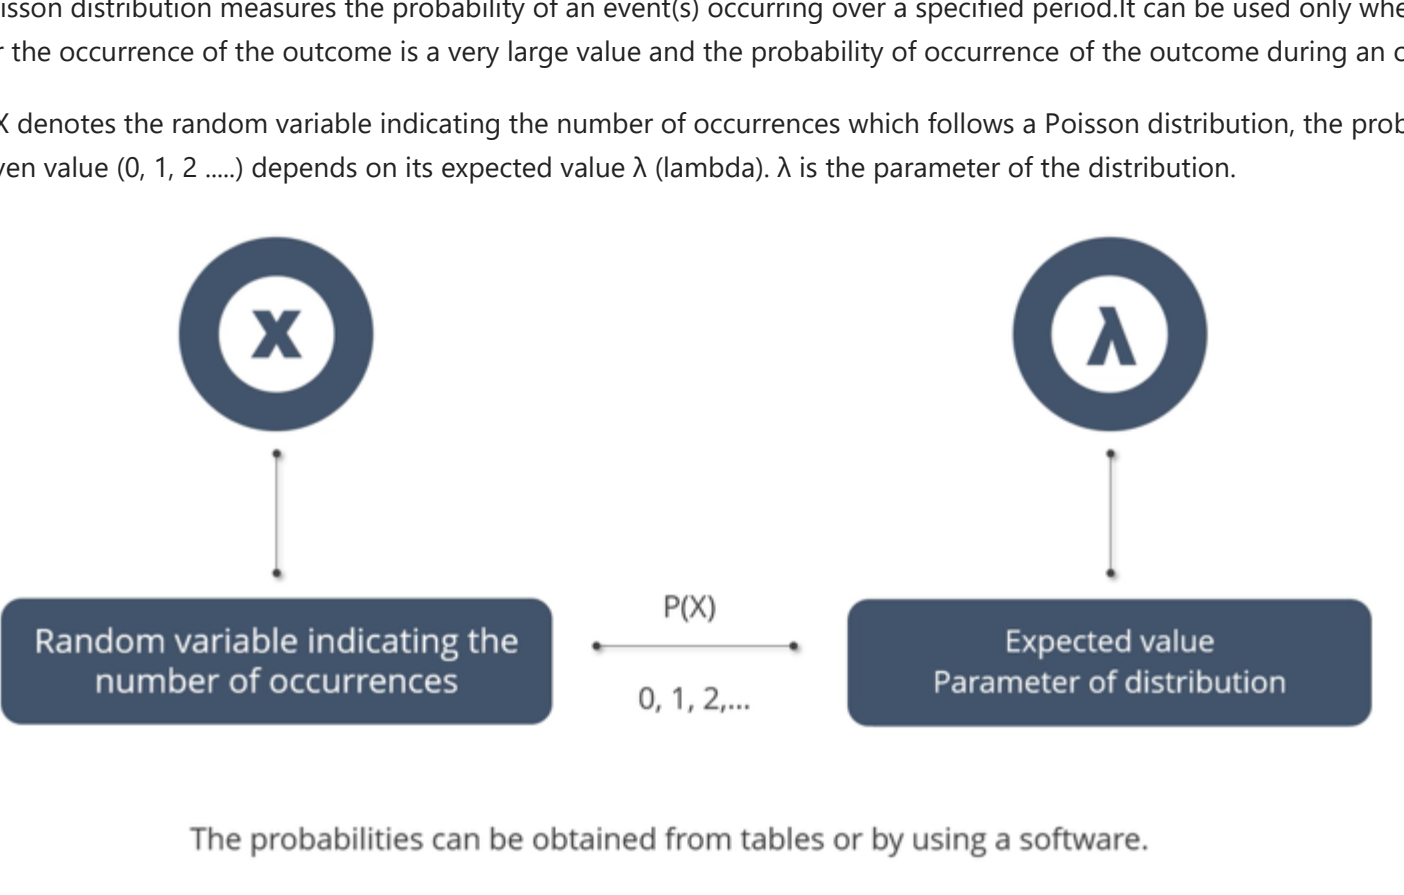 isson distribution measures the probability of an event(s) occurring over a specified period.It can be used only whe
r the occurrence of the outcome is a very large value and the probability of occurrence of the outcome during an o
X denotes the random variable indicating the number of occurrences which follows a Poisson distribution, the prob
ven value (0, 1, 2 .....) depends on its expected value λ (lambda). λ is the parameter of the distribution.
X
λ
Random variable indicating the
number of occurrences
P(X)
0, 1, 2,...
Expected value
Parameter of distribution
The probabilities can be obtained from tables or by using a software.